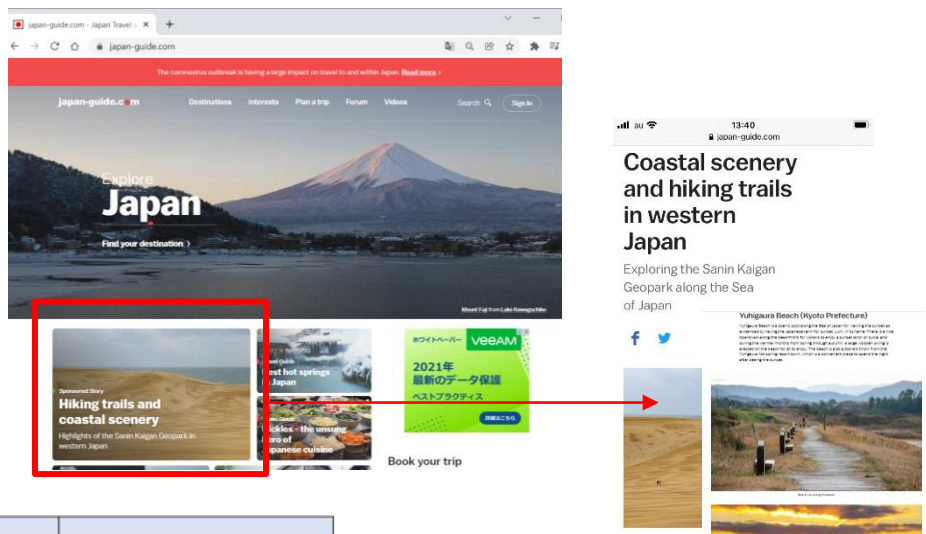 japan-guide.com - Japan Travel
japan-guide.com
The coronavirus outbreak is having a large impact on travel to and within Japan. Read more >
japan-guide.com
Destinations
Interests
Plan a trip
Forum
Videos
Search
Sign In
Explore
Japan
Find your destination >
Mount Fuji from Lake Kawaguchiko
Sponsored Story
Hiking trails and
coastal scenery
Highlights of the Sanin Kaigan Geopark in
western Japan
Best hot springs
in Japan
Pickles - the unsung
hero of
Japanese cuisine
ホワイトペーパー
veeam
2021年
最新のデータ保護
ベストプラクティス
詳細はこちら
Book your trip
au
13:40
japan-guide.com
Coastal scenery
and hiking trails
in western
Japan
Exploring the Sanin Kaigan
Geopark along the Sea
of Japan
Yuhigaura Beach (Kyoto Prefecture)